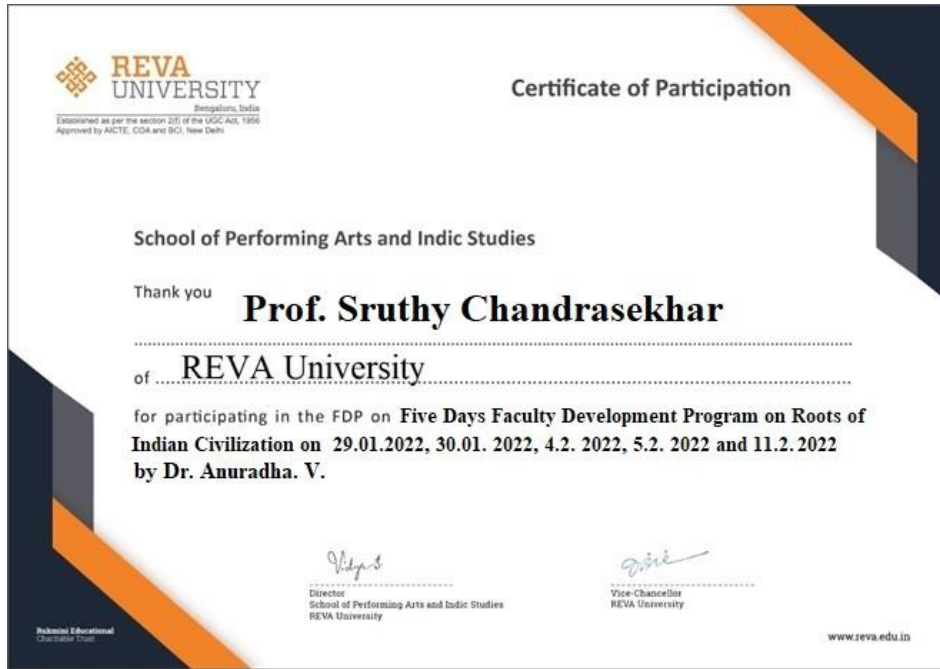 REVA
UNIVERSITY
Bengaluru, India
Established as per the section 2(f) of the UGC Act, 1956
Approved by AICTE, COA and BCI, New Delhi
Certificate of Participation
School of Performing Arts and Indic Studies
Thank you Prof. Sruthy Chandrasekhar
of REVA University
for participating in the FDP on Five Days Faculty Development Program on Roots of
Indian Civilization on 29.01.2022, 30.01. 2022, 4.2. 2022, 5.2. 2022 and 11.2. 2022
by Dr. Anuradha. V.
Director
School of Performing Arts and Indic Studies
REVA University
Vice-Chancellor
REVA University
Rukmini Educational
Charitable Trust
www.reva.edu.in